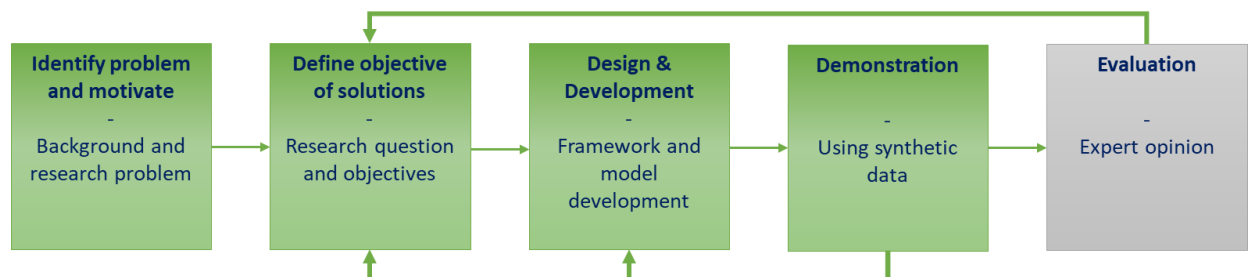 Identify problem
and motivate
-
Background and
research problem
Define objective
of solutions
-
Research question
and objectives
Design &
Development
-
Framework and
model
development
Demonstration
-
Using synthetic
data
Evaluation
-
Expert opinion